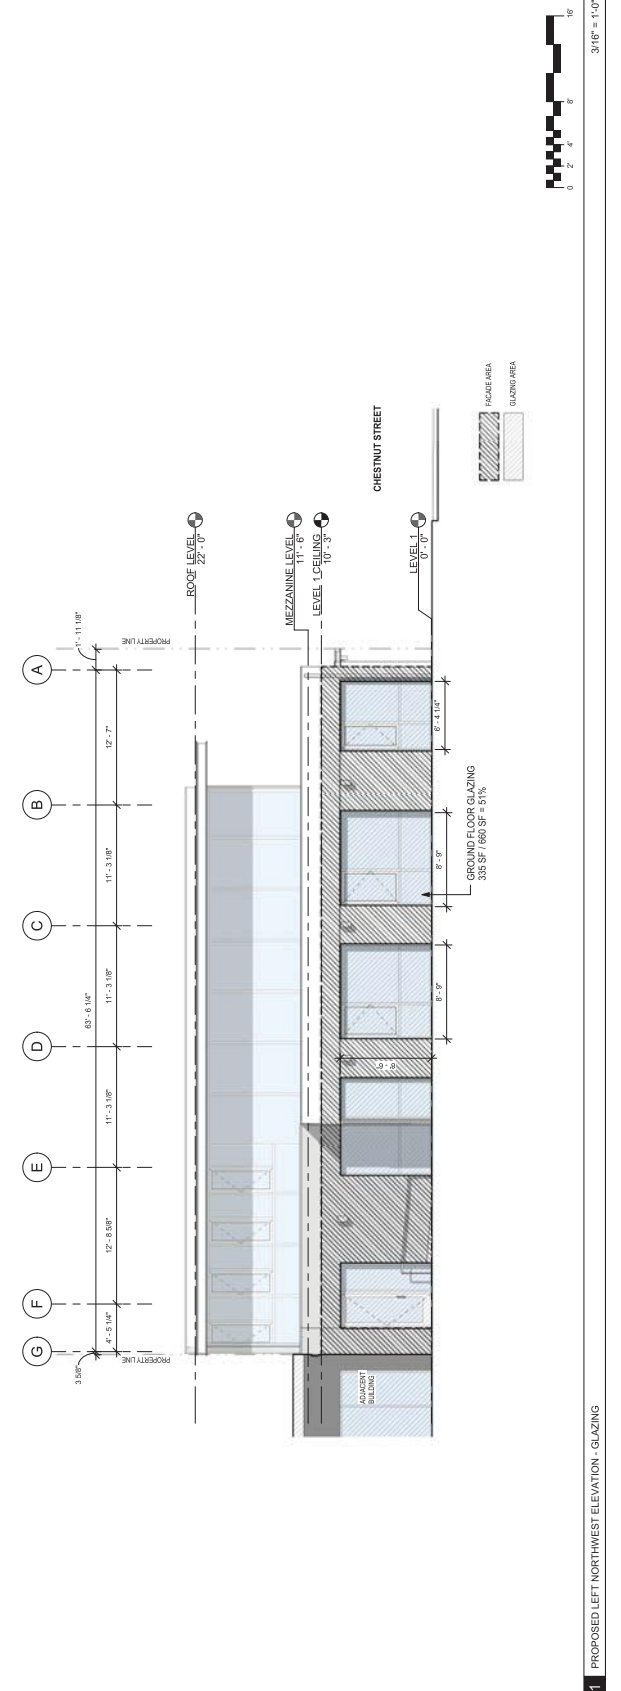 G
F
E
D
C
B
A
3 5/8"
4' - 5 1/4"
12' - 8 5/8"
11' - 3 1/8"
11' - 3 1/8"
11' - 3 1/8"
12' - 7"
63' - 6 1/4"
1' - 11 1/8"
PROPERTY LINE
PROPERTY LINE
ROOF LEVEL
22' - 0"
MEZZANINE LEVEL
11' - 6"
LEVEL 1 CEILING
10' - 3"
LEVEL 1
0' - 0"
CHESTNUT STREET
ADJACENT
BUILDING
8' - 6"
8' - 9"
8' - 9"
6' - 4 1/4"
GROUND FLOOR GLAZING
335 SF / 660 SF = 51%
FACADE AREA
GLAZING AREA
0
2'
4'
8'
16'
1
PROPOSED LEFT NORTHWEST ELEVATION - GLAZING
3/16" = 1'-0"